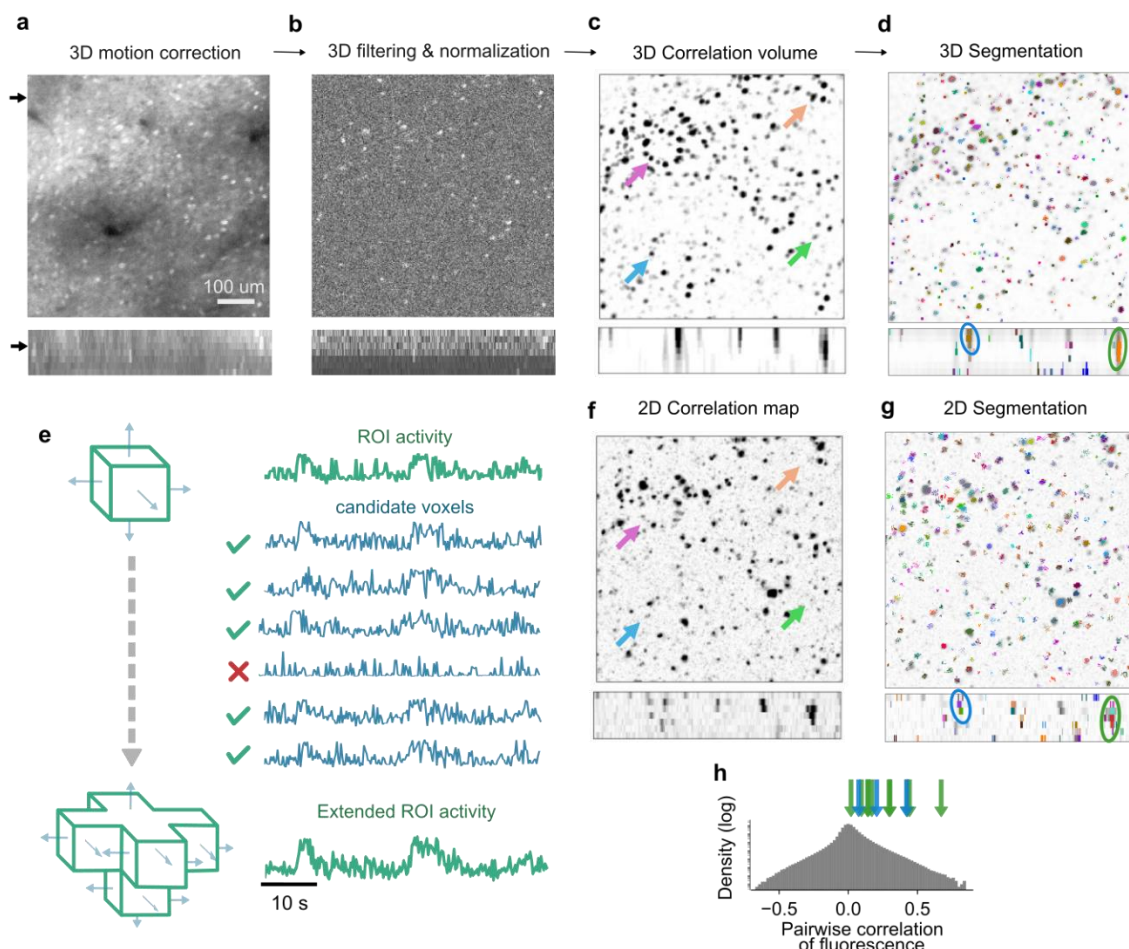 a
3D motion correction
b
3D filtering & normalization
c
3D Correlation volume
d
3D Segmentation
100 um
e
ROI activity
candidate voxels
Extended ROI activity
10 s
f
2D Correlation map
g
2D Segmentation
h
Density (log)
−0.5 0.0 0.5
Pairwise correlation
of fluorescence